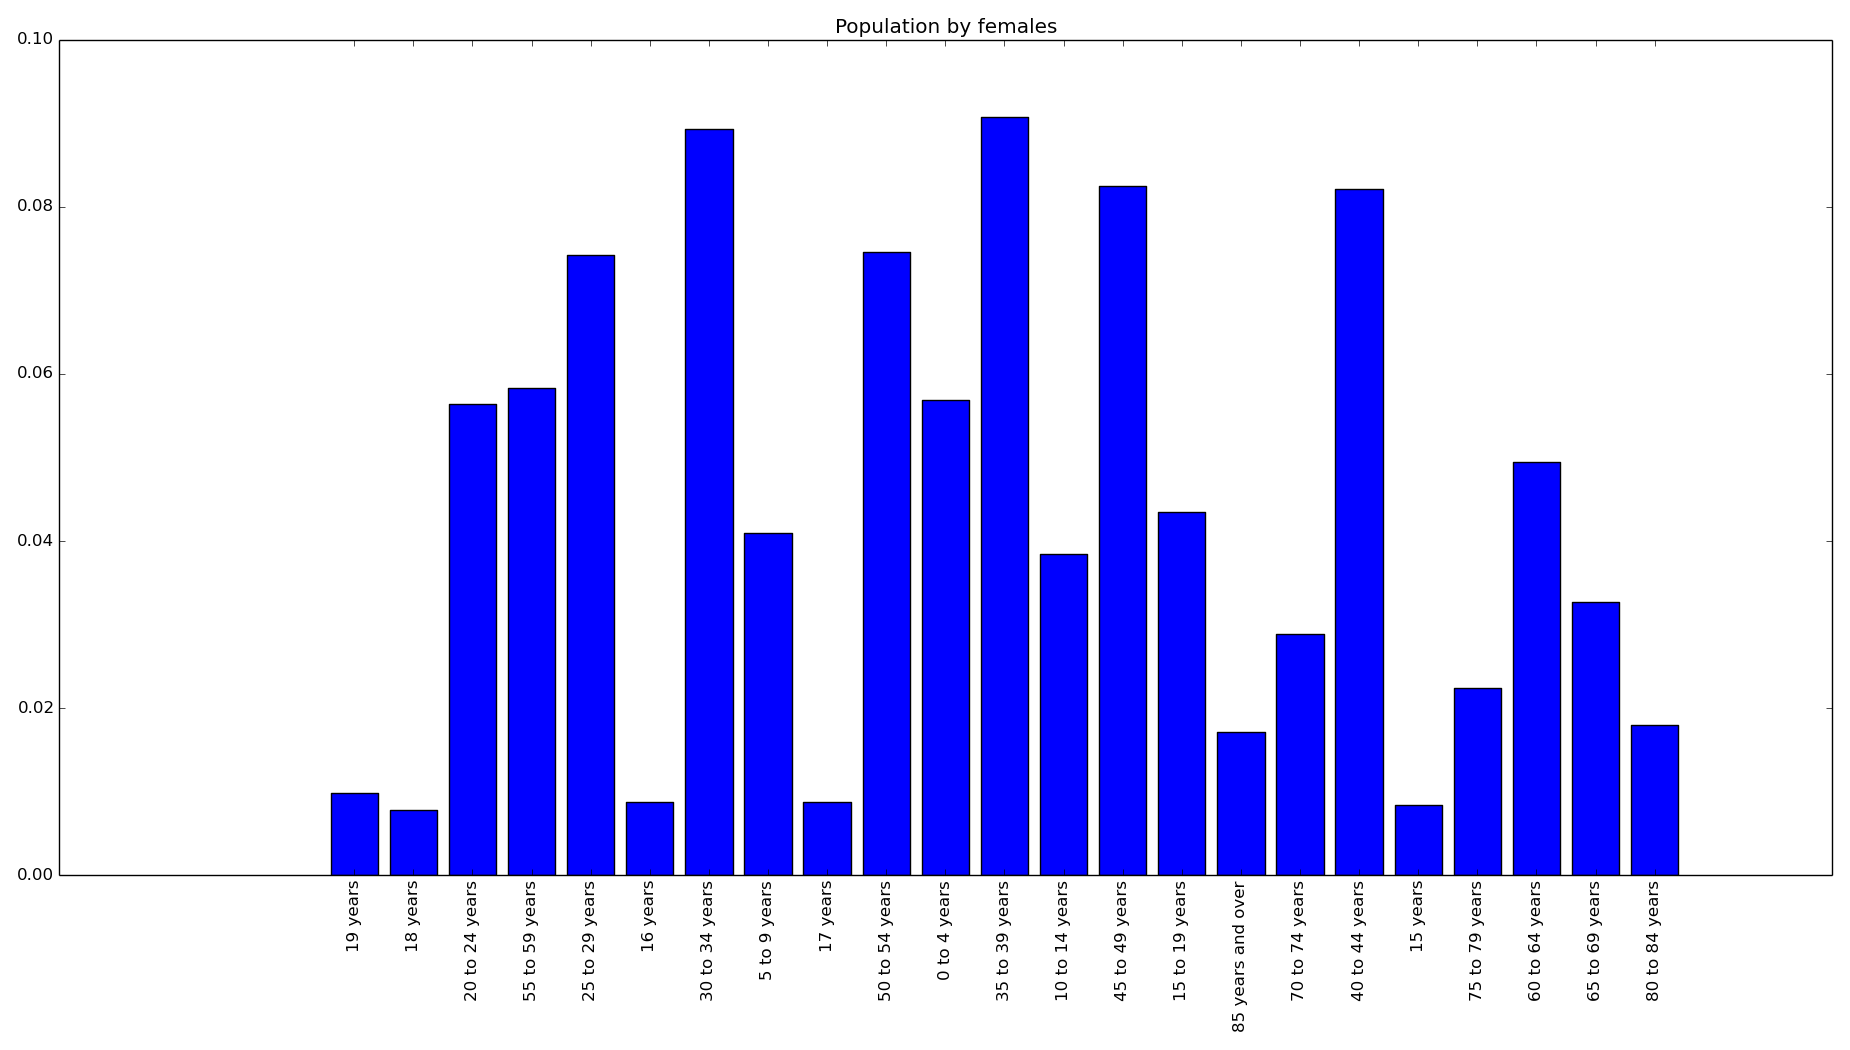 Population by females
0.10
0.08
0.06
0.04
0.02
0.00
19 years
18 years
20 to 24 years
55 to 59 years
25 to 29 years
16 years
30 to 34 years
5 to 9 years
17 years
50 to 54 years
0 to 4 years
35 to 39 years
10 to 14 years
45 to 49 years
15 to 19 years
85 years and over
70 to 74 years
40 to 44 years
15 years
75 to 79 years
60 to 64 years
65 to 69 years
80 to 84 years